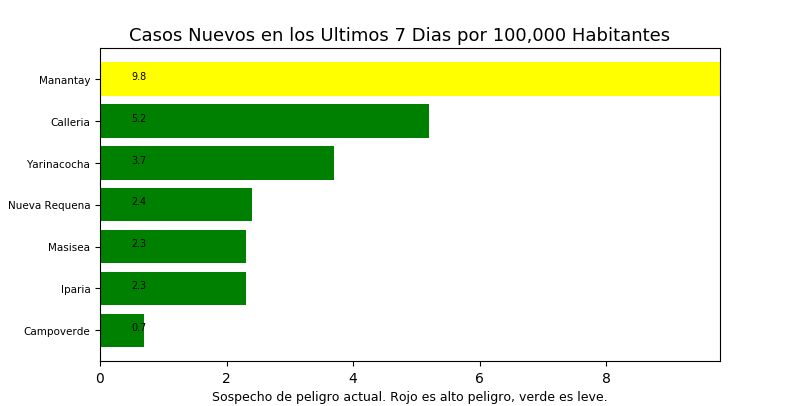 Casos Nuevos en los Ultimos 7 Dias por 100,000 Habitantes
Manantay 9.8
Calleria 5.2
Yarinacocha 3.7
Nueva Requena 2.4
Masisea 2.3
Iparia 2.3
Campoverde 0.7
0 2 4 6 8
Sospecho de peligro actual. Rojo es alto peligro, verde es leve.